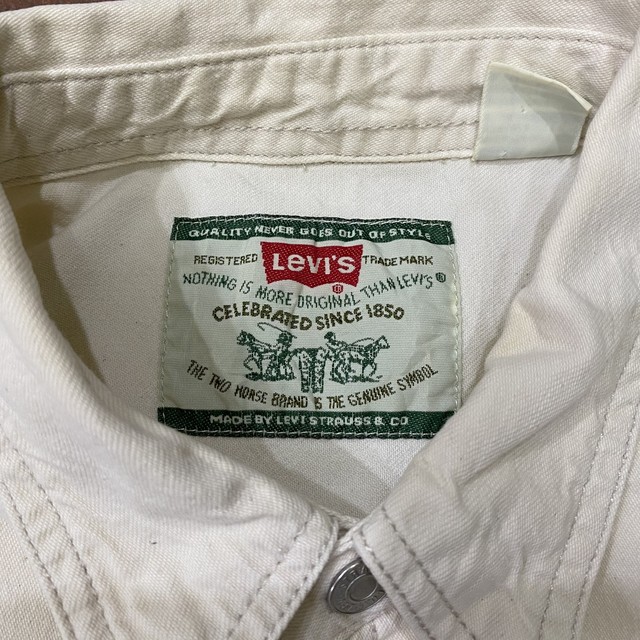 QUALITY NEVER GOES OUT OF STYLE
REGISTERED LEVI'S TRADE MARK
NOTHING IS MORE ORIGINAL THAN LEVI'S®
CELEBRATED SINCE 1850
THE TWO HORSE BRAND IS THE GENUINE SYMBOL
MADE BY LEVI STRAUSS & CO